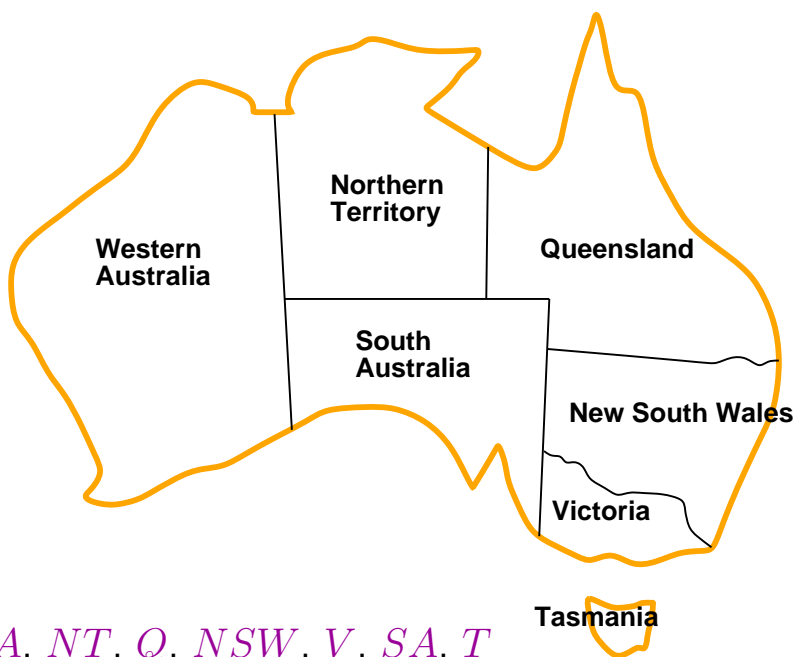 Northern
Territory
Western
Australia
Queensland
South
Australia
New South Wales
Victoria
Tasmania
A, NT, Q, NSW, V, SA, T